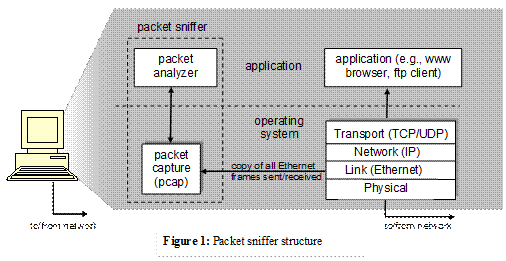 packet sniffer
packet
analyzer
application
application (e.g., www
browser, ftp client)
operating
system
packet
capture
(pcap)
copy of all Ethernet
frames sent/received
Transport (TCP/UDP)
Network (IP)
Link (Ethernet)
Physical
to/from network
to/from network
Figure 1: Packet sniffer structure